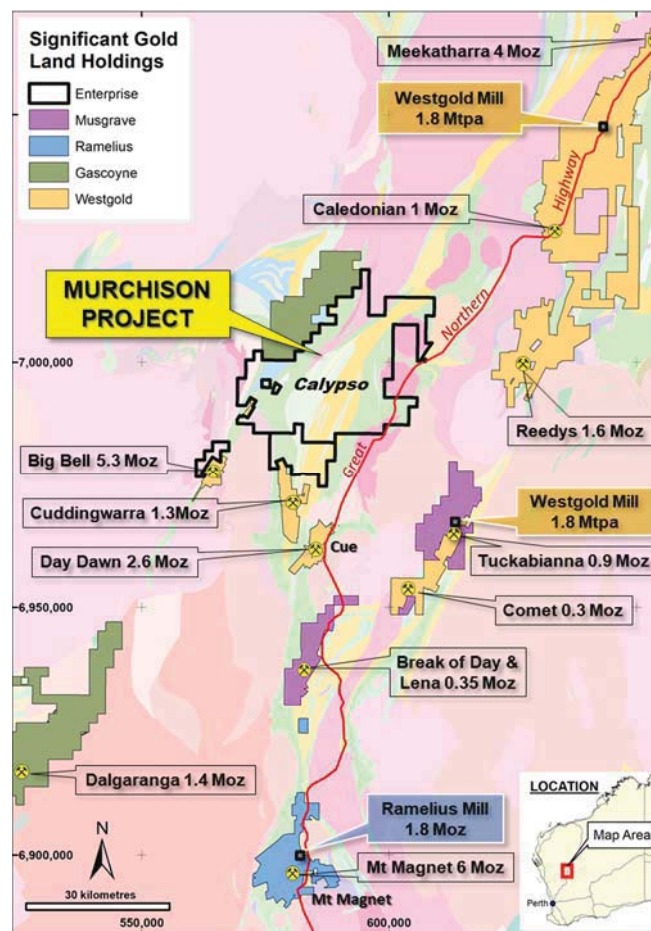 Significant Gold
Land Holdings
Enterprise
Musgrave
Ramelius
Gascoyne
Westgold
Meekatharra 4 Moz
Westgold Mill
1.8 Mtpa
Highway
Caledonian 1 Moz
Northern
MURCHISON
PROJECT
7,000,000
Calypso
Reedys 1.6 Moz
Great
Big Bell 5.3 Moz
Cuddingwarra 1.3Moz
Westgold Mill
1.8 Mtpa
Day Dawn 2.6 Moz
Cue
Tuckabianna 0.9 Moz
6,950,000
Comet 0.3 Moz
Break of Day &
Lena 0.35 Moz
Dalgaranga 1.4 Moz
LOCATION
Map Area
Perth
Ramelius Mill
1.8 Moz
N
6,900,000
Mt Magnet 6 Moz
30 kilometres
Mt Magnet
550,000
600,000